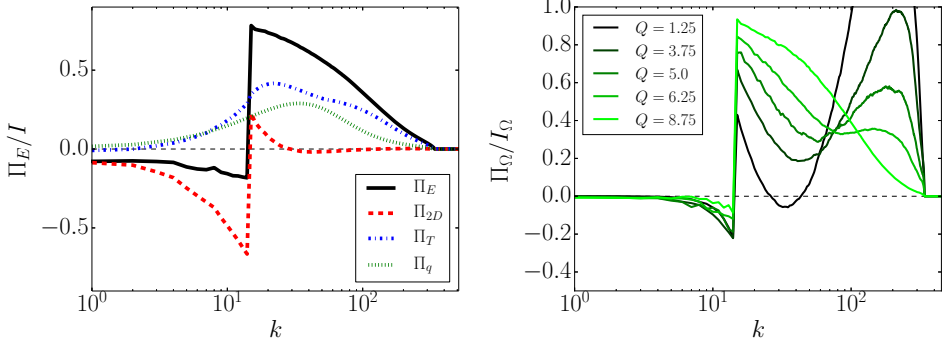 Π_E/I
0.5
0.0
−0.5
10^0
10^1
10^2
k
Π_E
Π_2D
Π_T
Π_q
Π_Ω/I_Ω
1.0
0.8
0.6
0.4
0.2
0.0
−0.2
−0.4
10^0
10^1
10^2
k
Q = 1.25
Q = 3.75
Q = 5.0
Q = 6.25
Q = 8.75